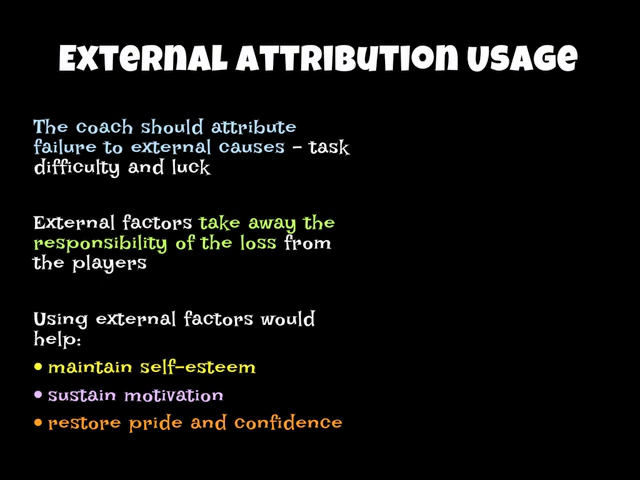 External Attribution Usage
The coach should attribute
failure to external causes - task
difficulty and luck
External factors take away the
responsibility of the loss from
the players
Using external factors would
help:
• maintain self-esteem
• sustain motivation
• restore pride and confidence